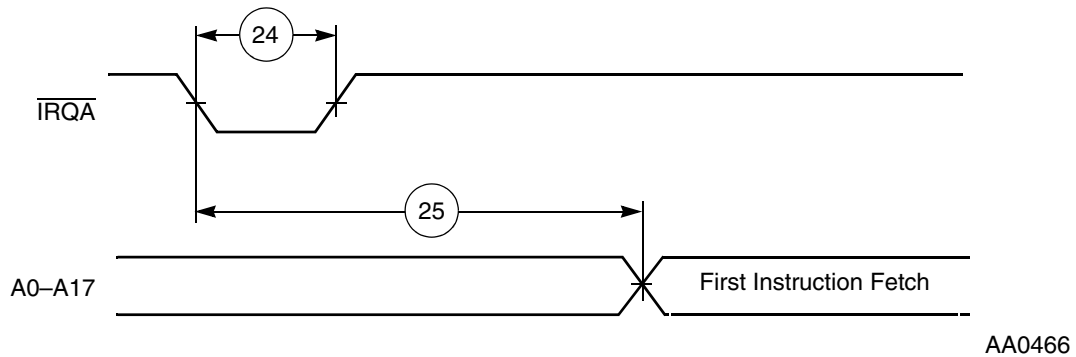 24
IRQA
25
A0–A17
First Instruction Fetch
AA0466